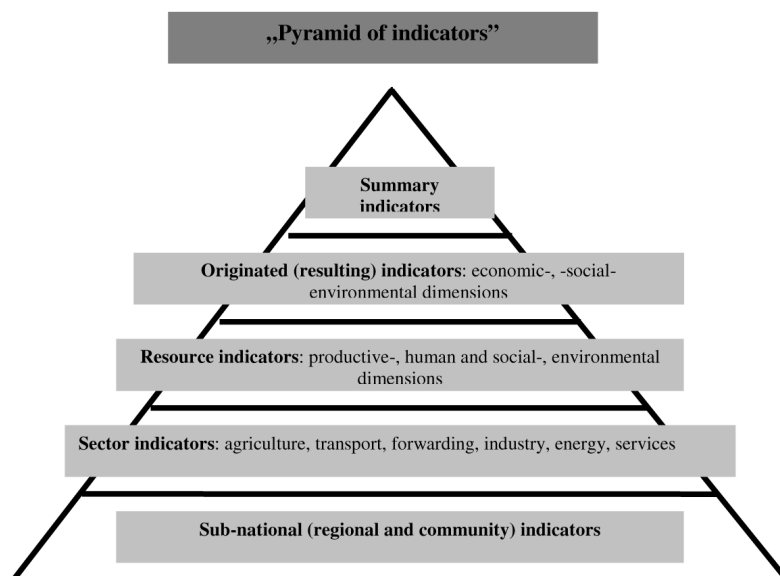 „Pyramid of indicators”
Summary
indicators
Originated (resulting) indicators: economic-, -social-
environmental dimensions
Resource indicators: productive-, human and social-, environmental
dimensions
Sector indicators: agriculture, transport, forwarding, industry, energy, services
Sub-national (regional and community) indicators